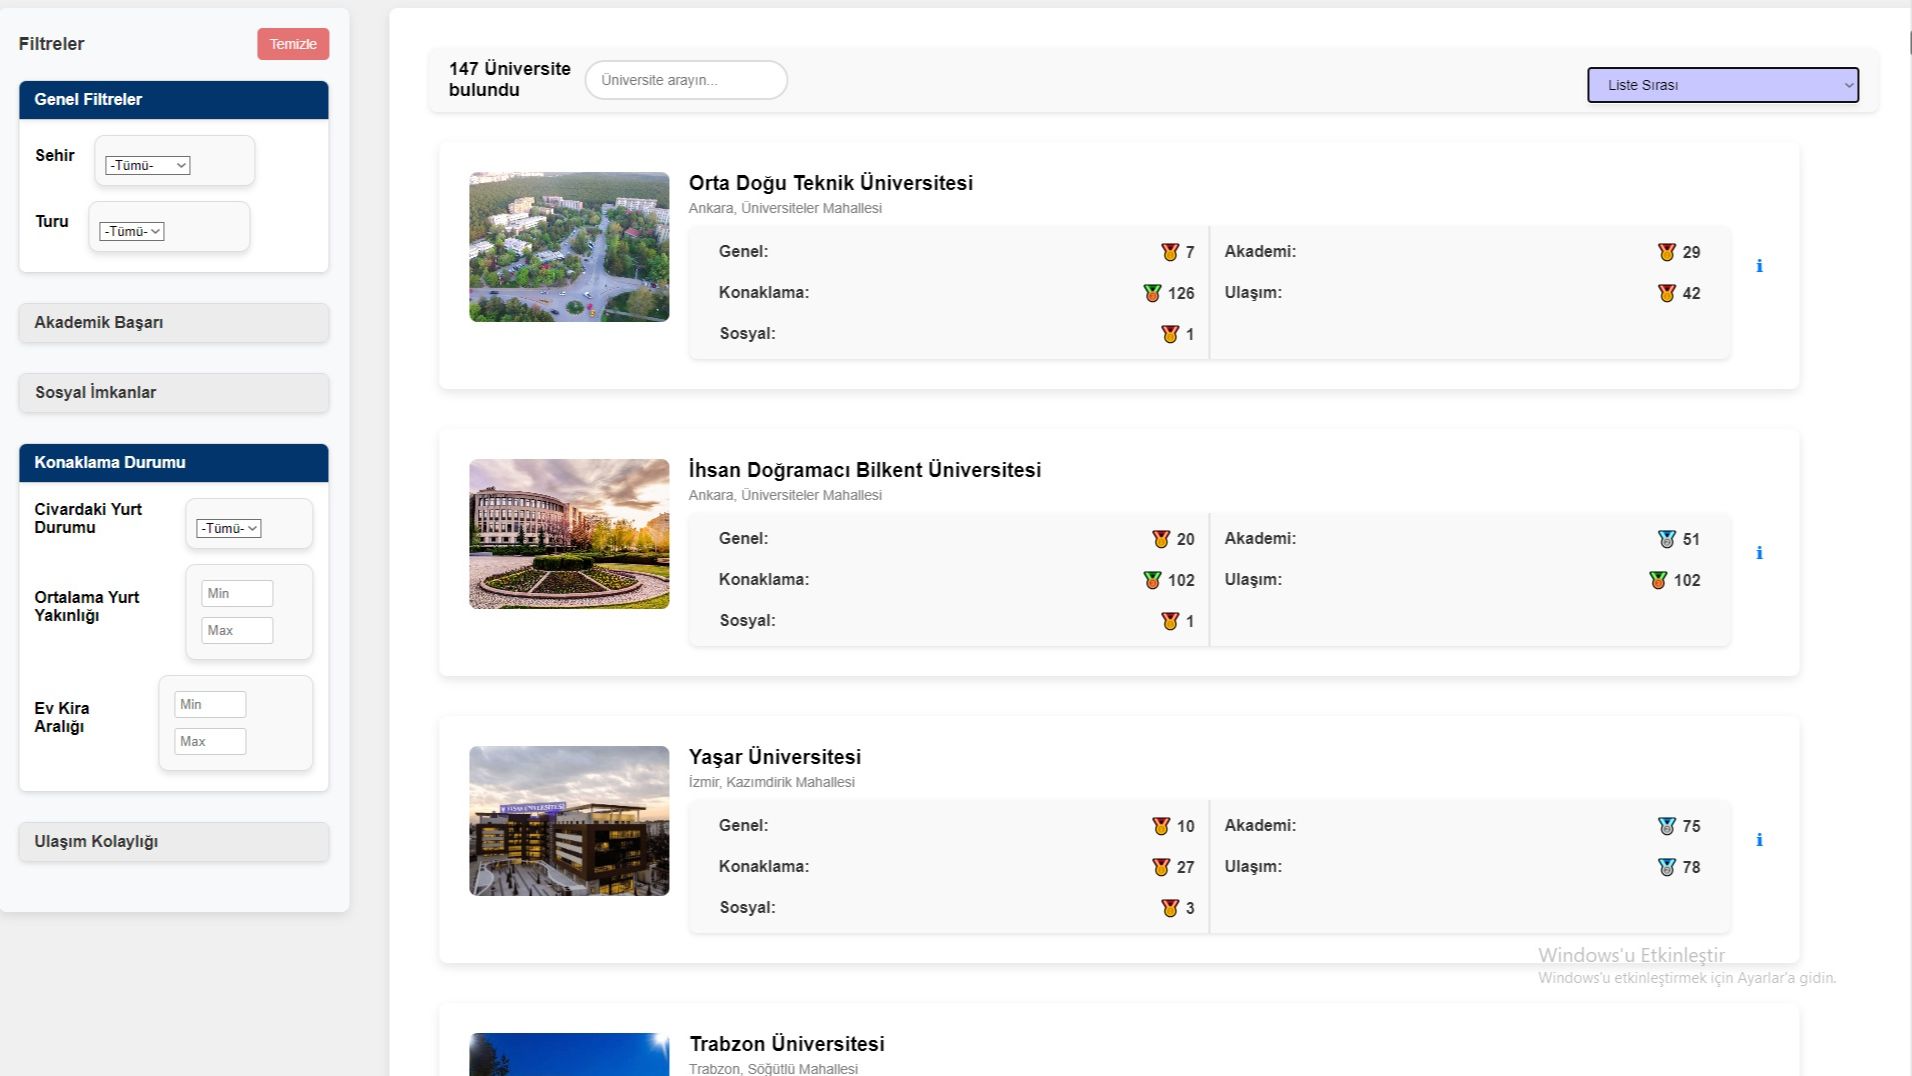 Filtreler
Temizle
Genel Filtreler
Sehir
-Tümü-
Turu
-Tümü-
Akademik Başarı
Sosyal İmkanlar
Konaklama Durumu
Civardaki Yurt
Durumu
-Tümü-
Ortalama Yurt
Yakınlığı
Min
Max
Ev Kira
Aralığı
Min
Max
Ulaşım Kolaylığı
147 Üniversite
bulundu
Üniversite arayın...
Liste Sırası
Orta Doğu Teknik Üniversitesi
Ankara, Üniversiteler Mahallesi
Genel: 7
Akademi: 29
Konaklama: 126
Ulaşım: 42
Sosyal: 1
İhsan Doğramacı Bilkent Üniversitesi
Ankara, Üniversiteler Mahallesi
Genel: 20
Akademi: 51
Konaklama: 102
Ulaşım: 102
Sosyal: 1
Yaşar Üniversitesi
İzmir, Kazımdirik Mahallesi
YAŞAR ÜNİVERSİTESİ
Genel: 10
Akademi: 75
Konaklama: 27
Ulaşım: 78
Sosyal: 3
Windows'u Etkinleştir
Windows'u etkinleştirmek için Ayarlar'a gidin.
Trabzon Üniversitesi
Trabzon, Söğütlü Mahallesi